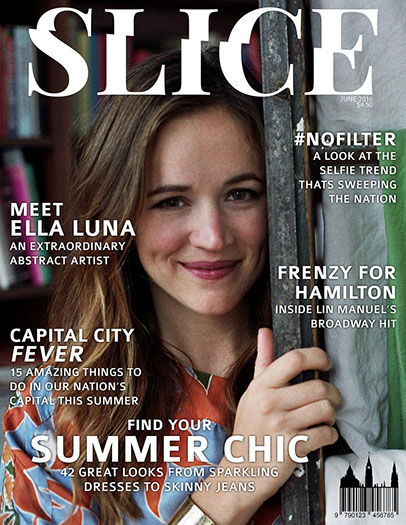 SLICE
JUNE 2016
$4.50
#NOFILTER
A LOOK AT THE
SELFIE TREND
THATS SWEEPING
THE NATION
MEET
ELLA LUNA
AN EXTRAORDINARY
ABSTRACT ARTIST
FRENZY FOR
HAMILTON
INSIDE LIN MANUEL'S
BROADWAY HIT
CAPITAL CITY
FEVER
15 AMAZING THINGS TO
DO IN OUR NATION'S
CAPITAL THIS SUMMER
FIND YOUR
SUMMER CHIC
42 GREAT LOOKS FROM SPARKLING
DRESSES TO SKINNY JEANS
9 790123 456785